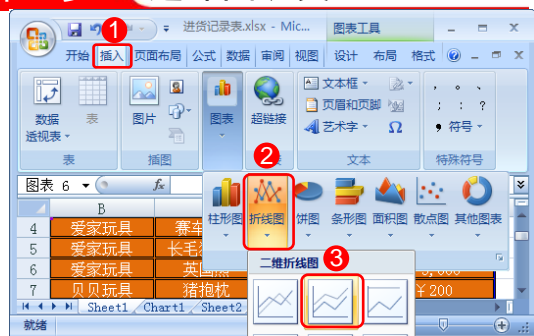 1
进货记录表.xlsx - Mic...
图表工具
开始 插入 页面布局 公式 数据 审阅 视图 设计 布局 格式
数据透视表
表
图片
图表
超链接
文本框
页眉和页脚
艺术字
Ω
, 。 、
； ： ？
， 符号
表
插图
文本
特殊符号
2
图表 6
fx
柱形图 折线图 饼图 条形图 面积图 散点图 其他图表
B
4 爱家玩具 赛车
5 爱家玩具 长毛
6 爱家玩具 英国熊
7 贝贝玩具 猪抱枕 ￥200
二维折线图 3
Sheet1 Chart1 Sheet2
就绪